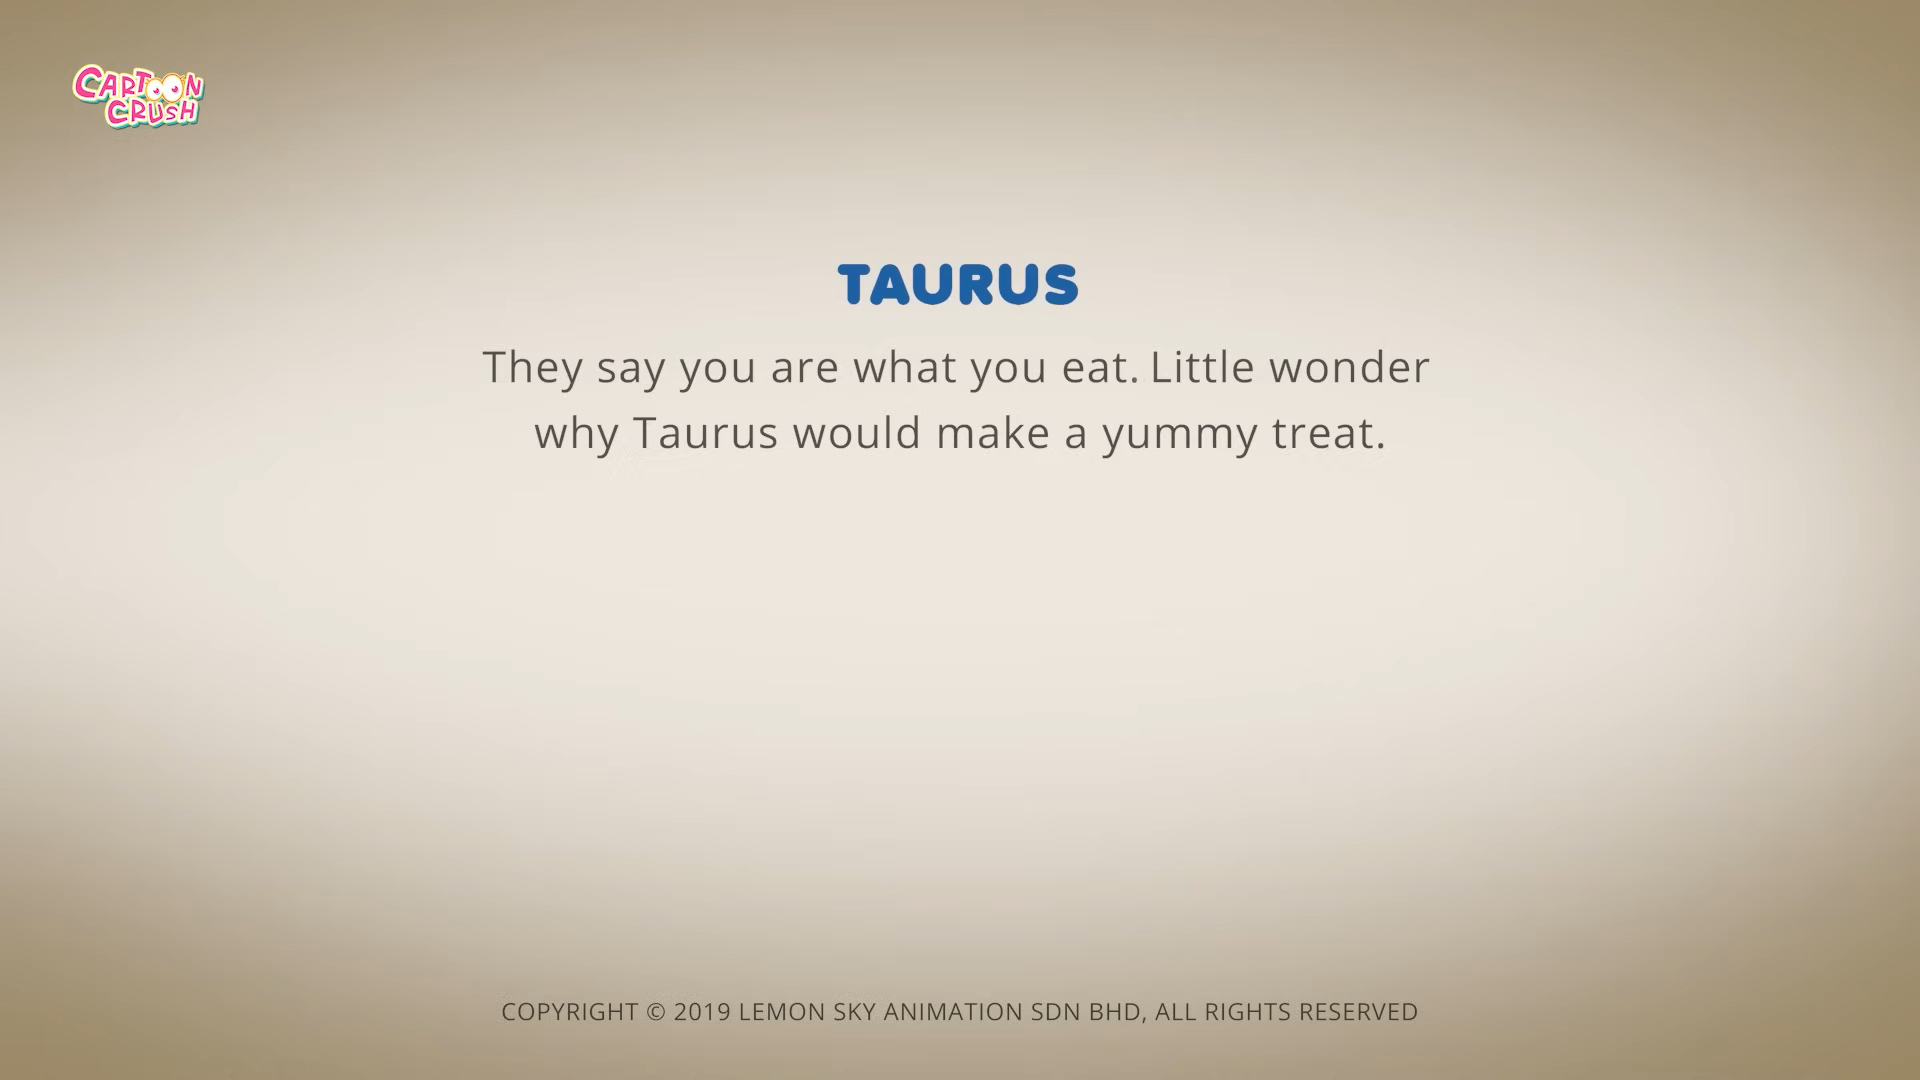 CARTOON
CRUSH
TAURUS
They say you are what you eat. Little wonder
why Taurus would make a yummy treat.
COPYRIGHT © 2019 LEMON SKY ANIMATION SDN BHD, ALL RIGHTS RESERVED